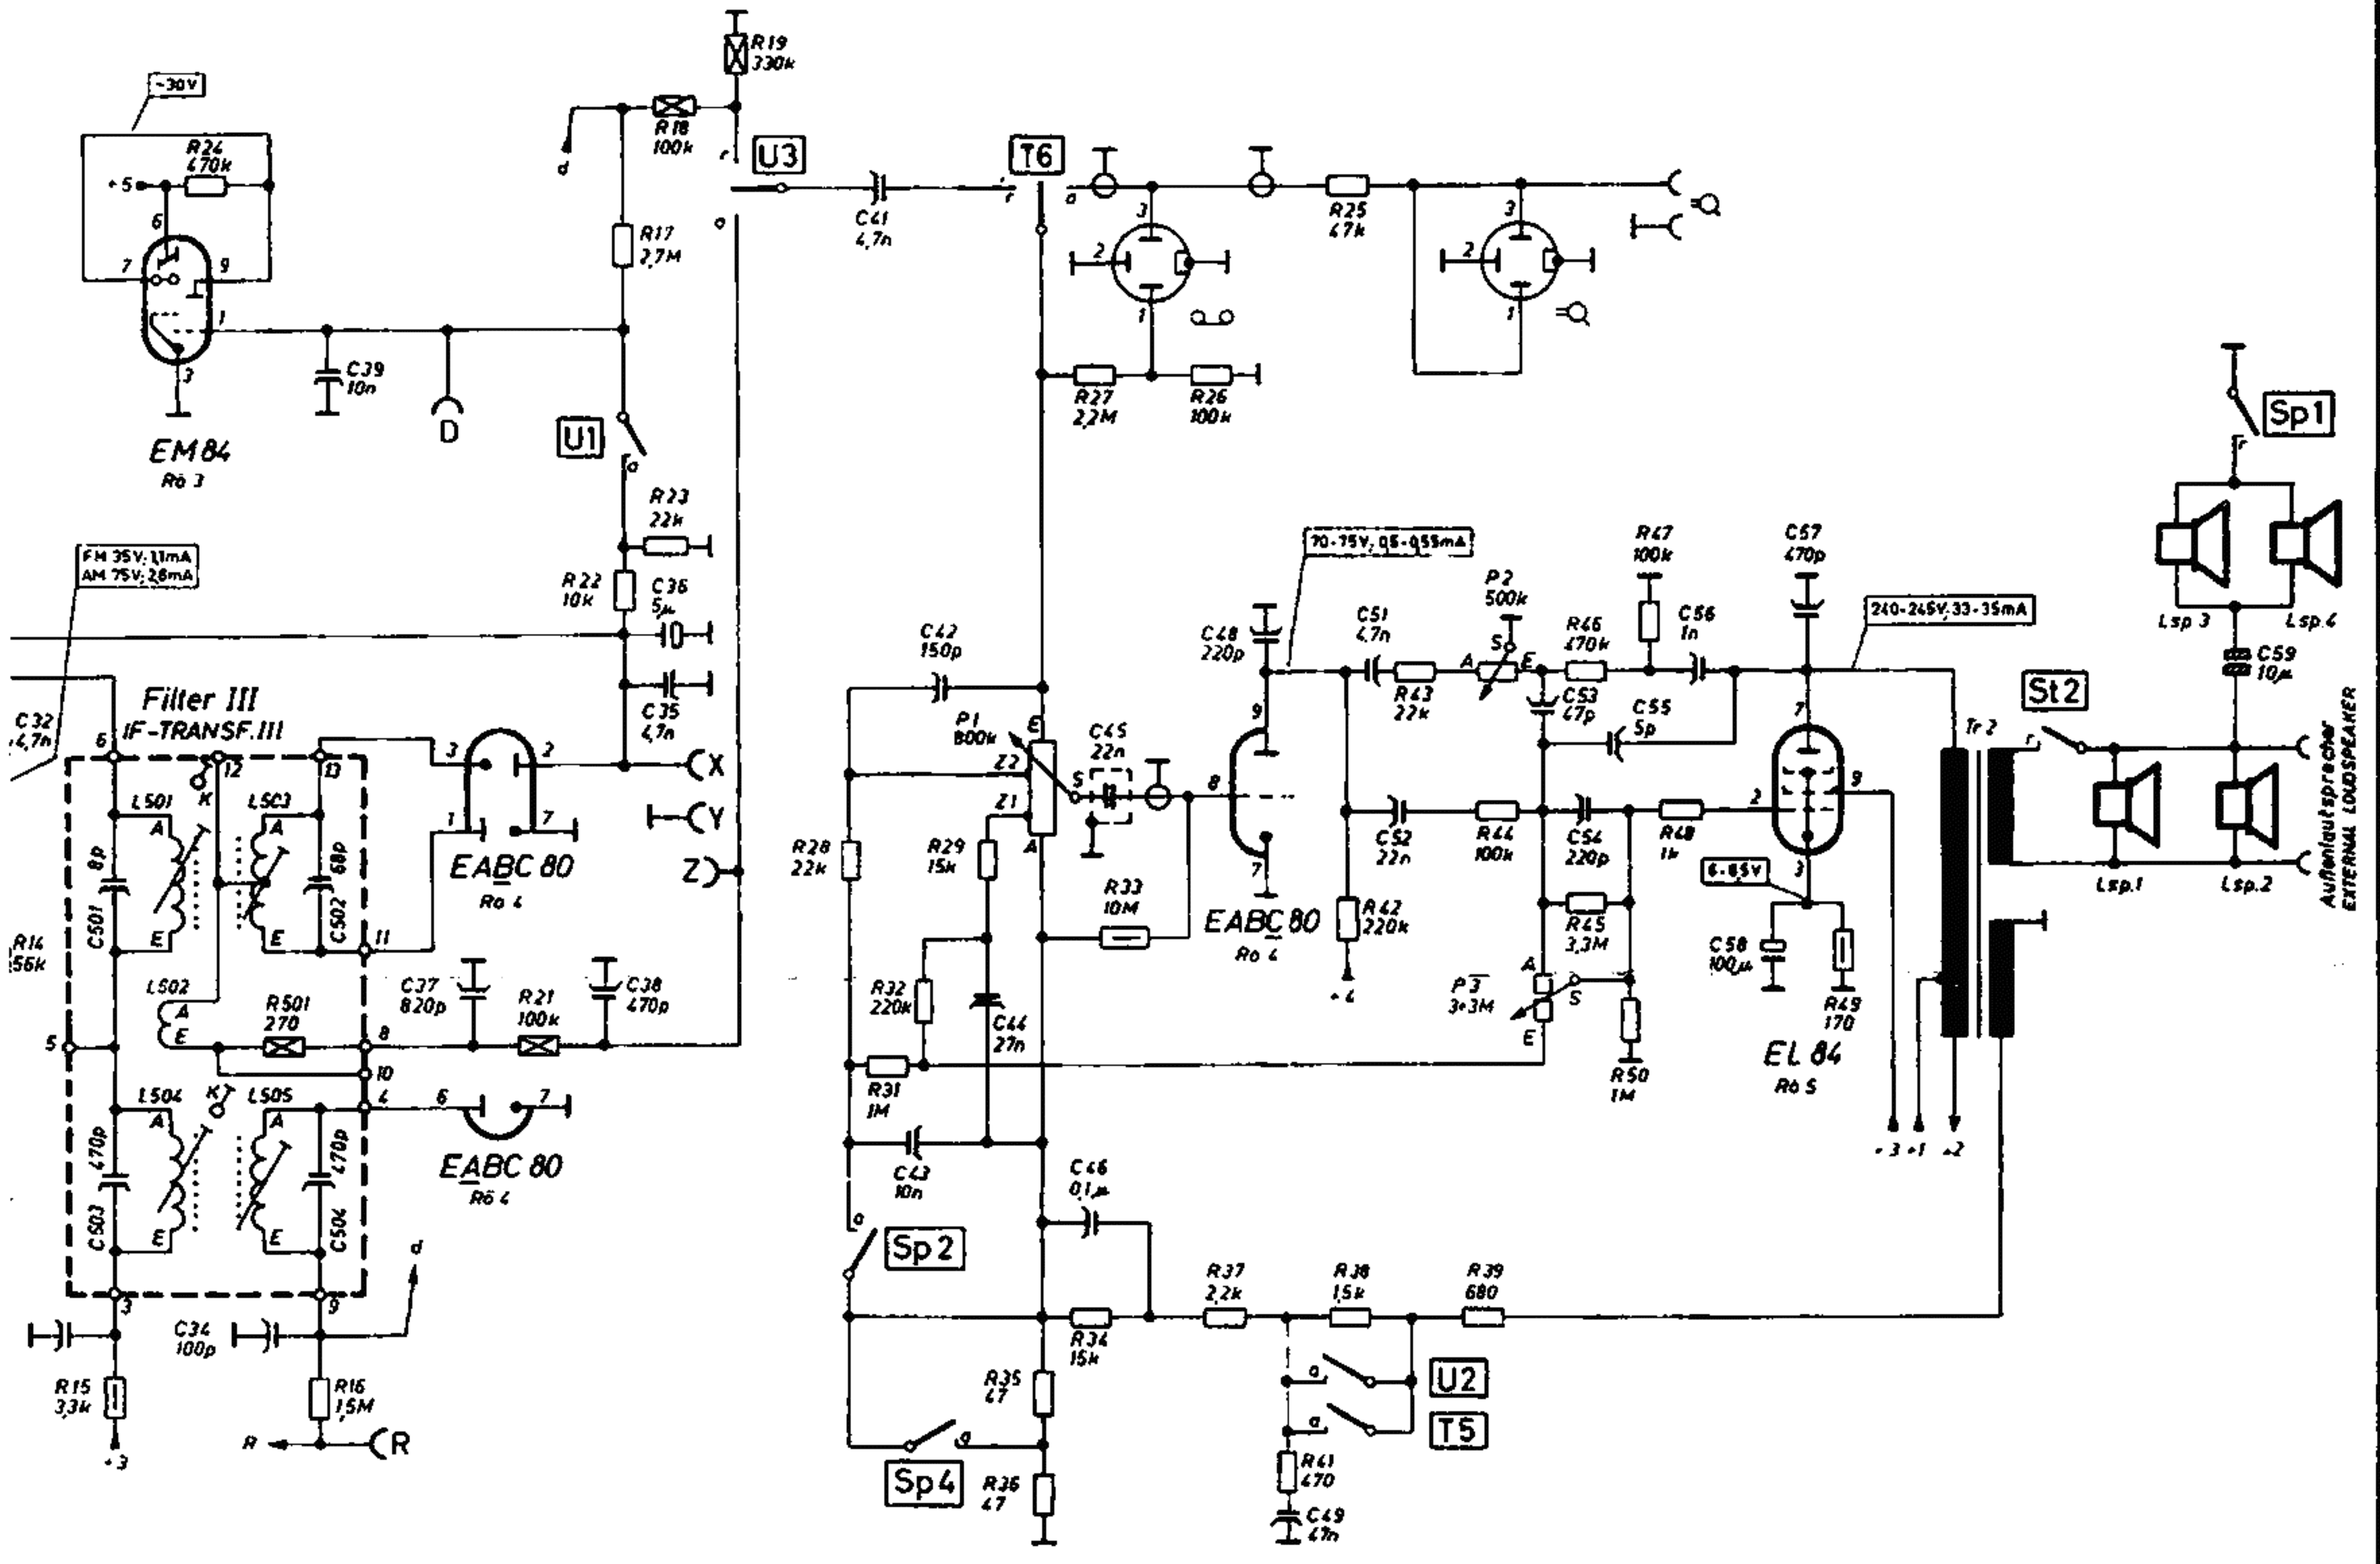 R19
330k
~30V
R18
100k
d
r
U3
T6
R24
470k
+5
6
7
9
1
3
R17
2,7M
o
C41
4,7n
r
a
3
2
1
R25
47k
3
2
1
C39
10n
D
EM 84
Rö 3
U1
a
R27
2,2M
R26
100k
Sp1
r
R23
22k
FM 35V; 1,1mA
AM 75V; 2,6mA
R22
10k
C36
5µ
70-75V, 0,5-0,55mA
R47
100k
C57
470p
P2
500k
C51
4,7n
S
A
E
R46
470k
C56
1n
240-245V, 33-35mA
Lsp 3
Lsp.4
C42
150p
C48
220p
R43
22k
C53
47p
C55
5p
C59
10µ
Filter III
IF-TRANSF. III
C32
4,7n
6
12
13
K
C35
4,7n
3
2
X
P1
800k
E
C45
22n
9
7
Tr 2
r
St2
Außenlautsprecher
EXTERNAL LOUDSPEAKER
L501
A
L503
A
1
7
Y
Z2
Z1
S
A
8
2
9
8p
C501
68p
C502
EABC 80
Rö 4
Z
R28
22k
R29
15k
R33
10M
7
EABC 80
Rö 4
C52
22n
R44
100k
C54
220p
R48
1k
3
6-6,5V
Lsp.1
Lsp.2
E
E
11
R42
220k
R45
3,3M
R14
56k
L502
A
E
R501
270
C37
820p
R21
100k
C38
470p
R32
220k
C44
27n
+4
P3
3+3M
A
S
E
C58
100µ
R49
170
5
8
10
4
R31
1M
R50
1M
EL 84
Rö 5
L504
A
K
L505
A
6
7
470p
C503
470p
C504
EABC 80
Rö 4
C43
10n
C46
0,1µ
+3
+1
+2
E
E
d
a
Sp2
3
9
C34
100p
R37
2,2k
R38
1,5k
R39
680
R34
15k
R15
3,3k
R16
1,5M
R35
47
a
U2
a
T5
+3
R
R
a
Sp4
R36
47
R41
470
C49
47n